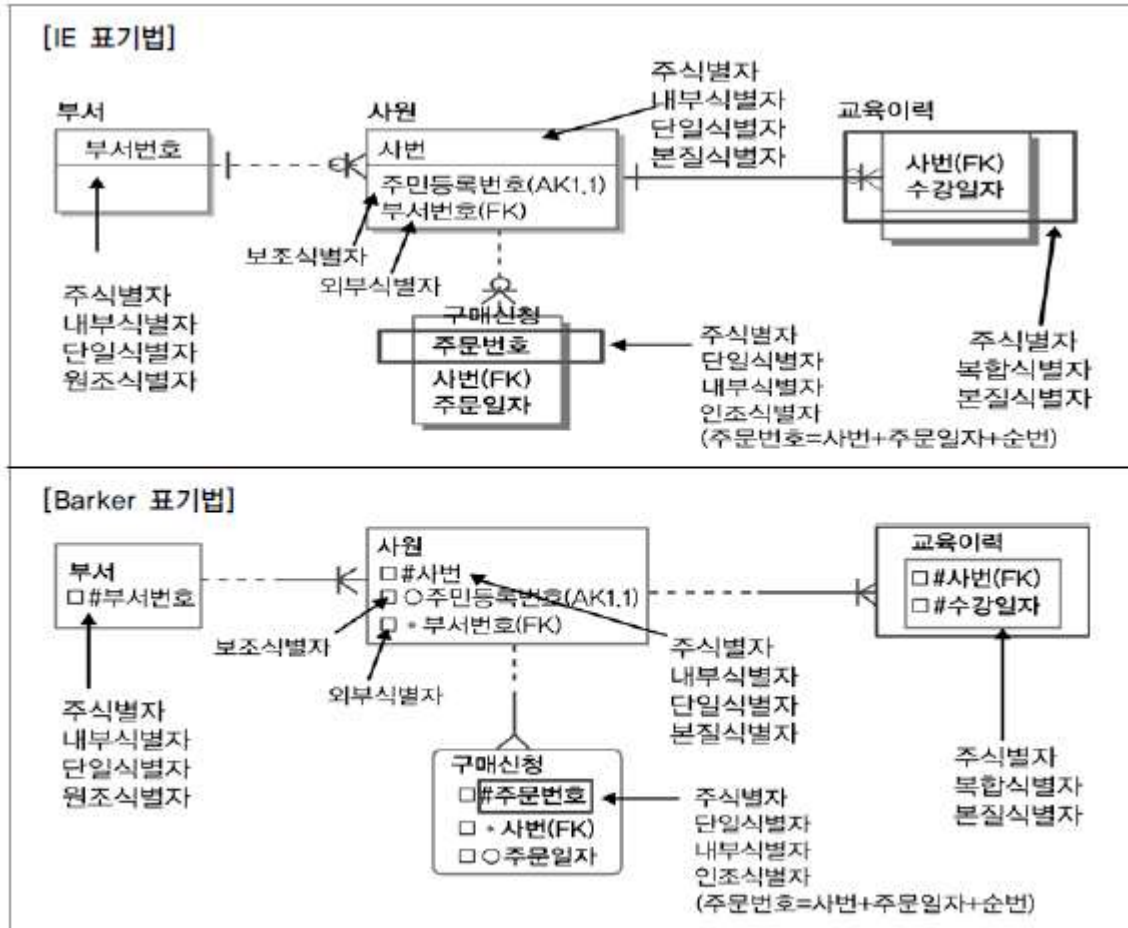 [IE 표기법]
부서
부서번호
주식별자
내부식별자
단일식별자
원조식별자
사원
사번
주민등록번호(AK1,1)
부서번호(FK)
보조식별자
외부식별자
주식별자
내부식별자
단일식별자
본질식별자
교육이력
사번(FK)
수강일자
주식별자
복합식별자
본질식별자
구매신청
주문번호
사번(FK)
주문일자
주식별자
단일식별자
내부식별자
인조식별자
(주문번호=사번+주문일자+순번)
[Barker 표기법]
부서
#부서번호
주식별자
내부식별자
단일식별자
원조식별자
사원
#사번
○주민등록번호(AK1,1)
* 부서번호(FK)
보조식별자
외부식별자
주식별자
내부식별자
단일식별자
본질식별자
교육이력
#사번(FK)
#수강일자
주식별자
복합식별자
본질식별자
구매신청
#주문번호
* 사번(FK)
○주문일자
주식별자
단일식별자
내부식별자
인조식별자
(주문번호=사번+주문일자+순번)